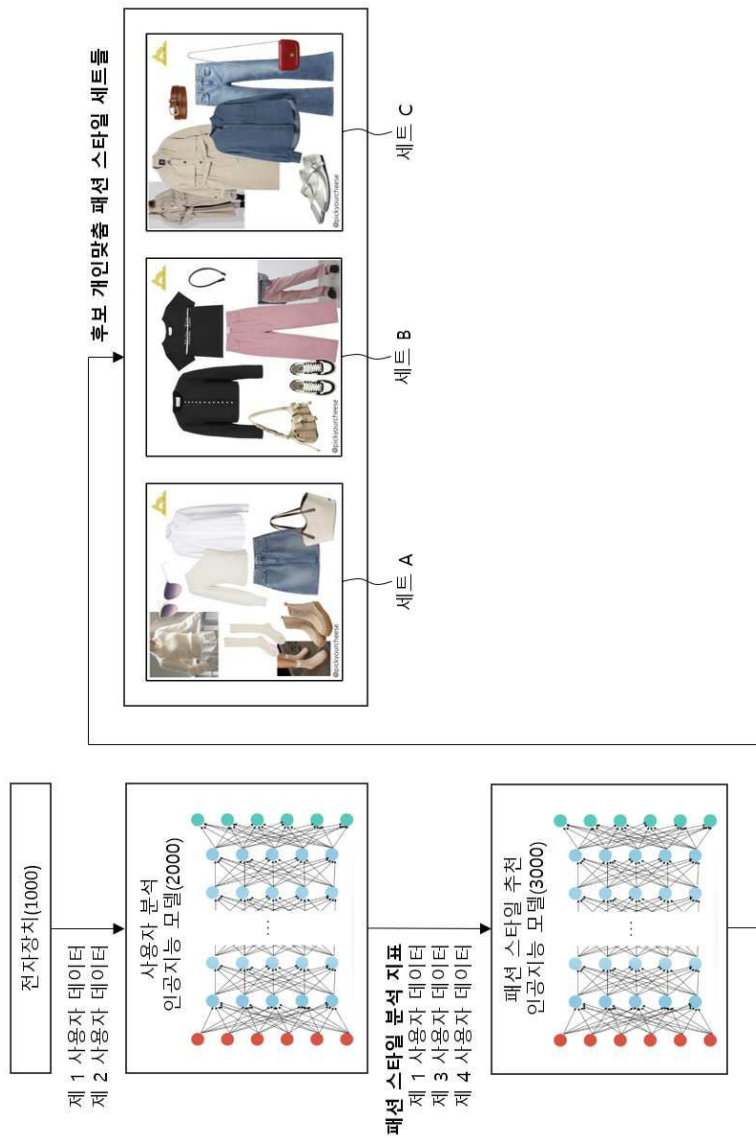 전자장치(1000)
제 1 사용자 데이터
제 2 사용자 데이터
사용자 분석
인공지능 모델(2000)
패션 스타일 분석 지표
제 1 사용자 데이터
제 3 사용자 데이터
제 4 사용자 데이터
패션 스타일 추천
인공지능 모델(3000)
후보 개인맞춤 패션 스타일 세트들
@pickyourcheese
세트 A
@pickyourcheese
세트 B
@pickyourcheese
세트 C